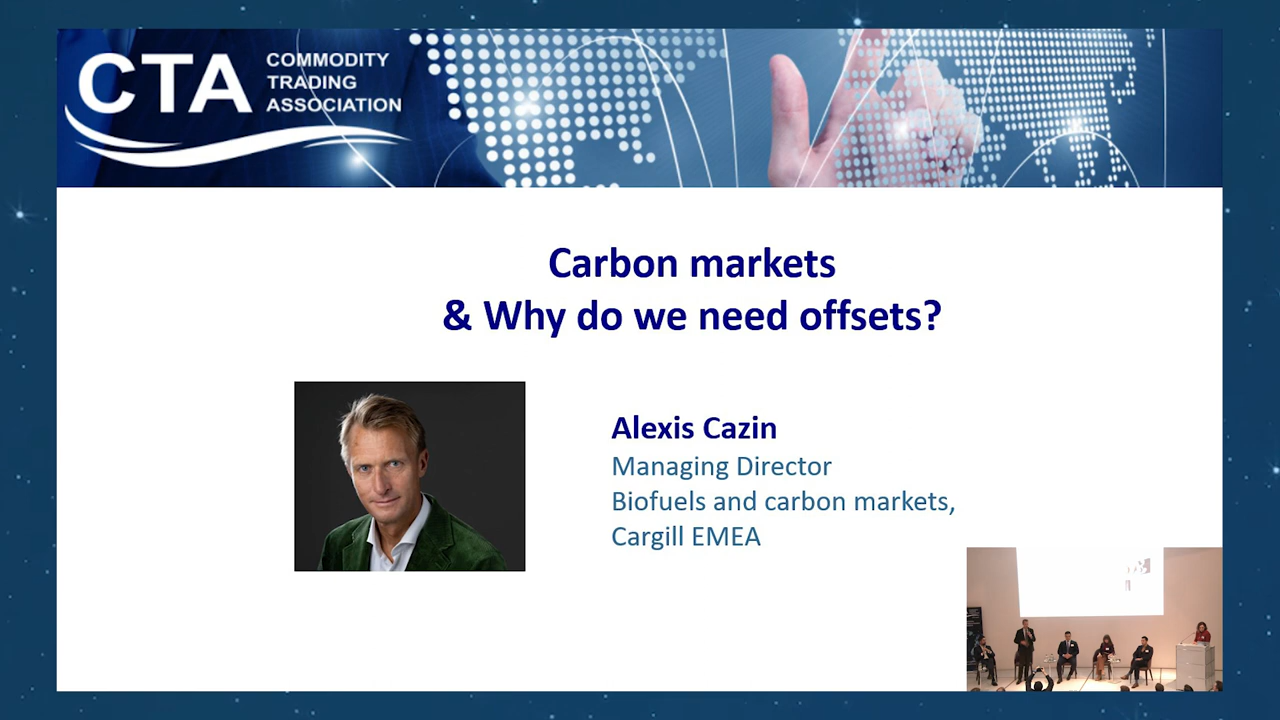 CTA
COMMODITY
TRADING
ASSOCIATION
Carbon markets
& Why do we need offsets?
Alexis Cazin
Managing Director
Biofuels and carbon markets,
Cargill EMEA